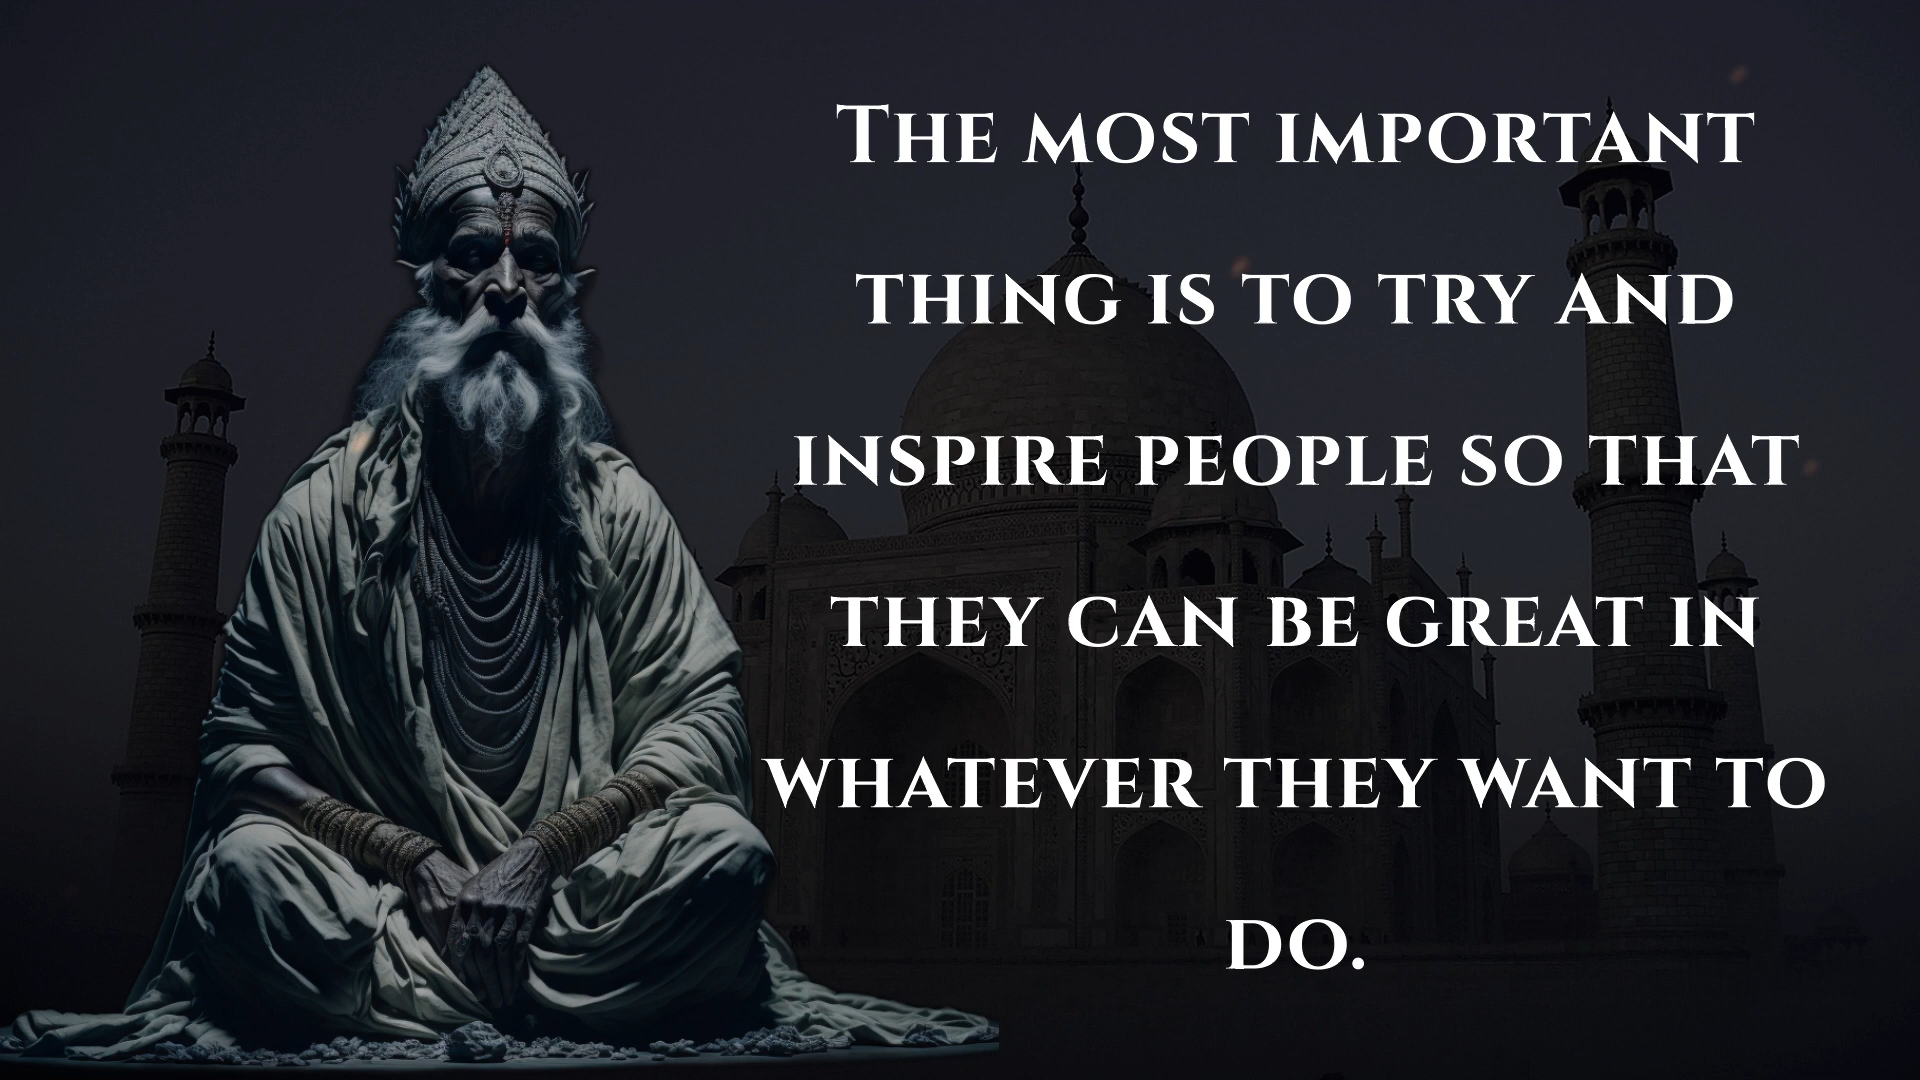 The most important
thing is to try and
inspire people so that
they can be great in
whatever they want to
do.